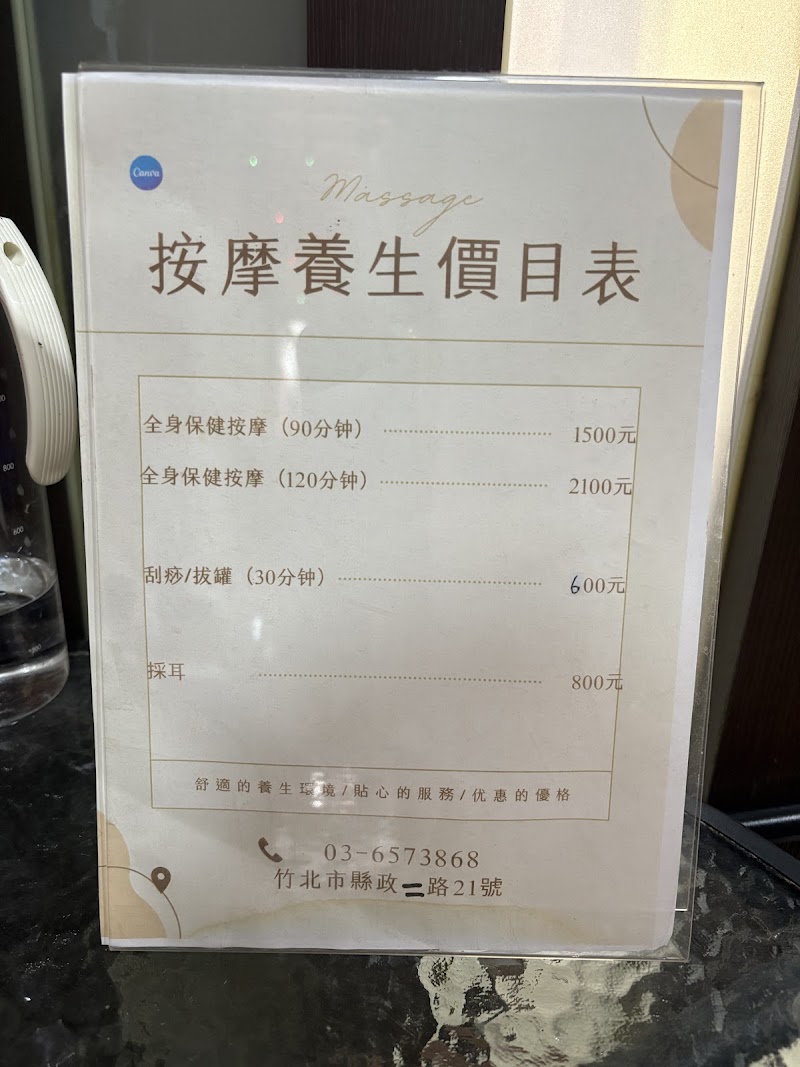 Canva
Massage
按摩養生價目表
全身保健按摩（90分钟） 1500元
全身保健按摩（120分钟） 2100元
刮痧/拔罐（30分钟） 600元
採耳 800元
舒適的養生環境/貼心的服務/优惠的優格
03-6573868
竹北市縣政二路21號
800
600